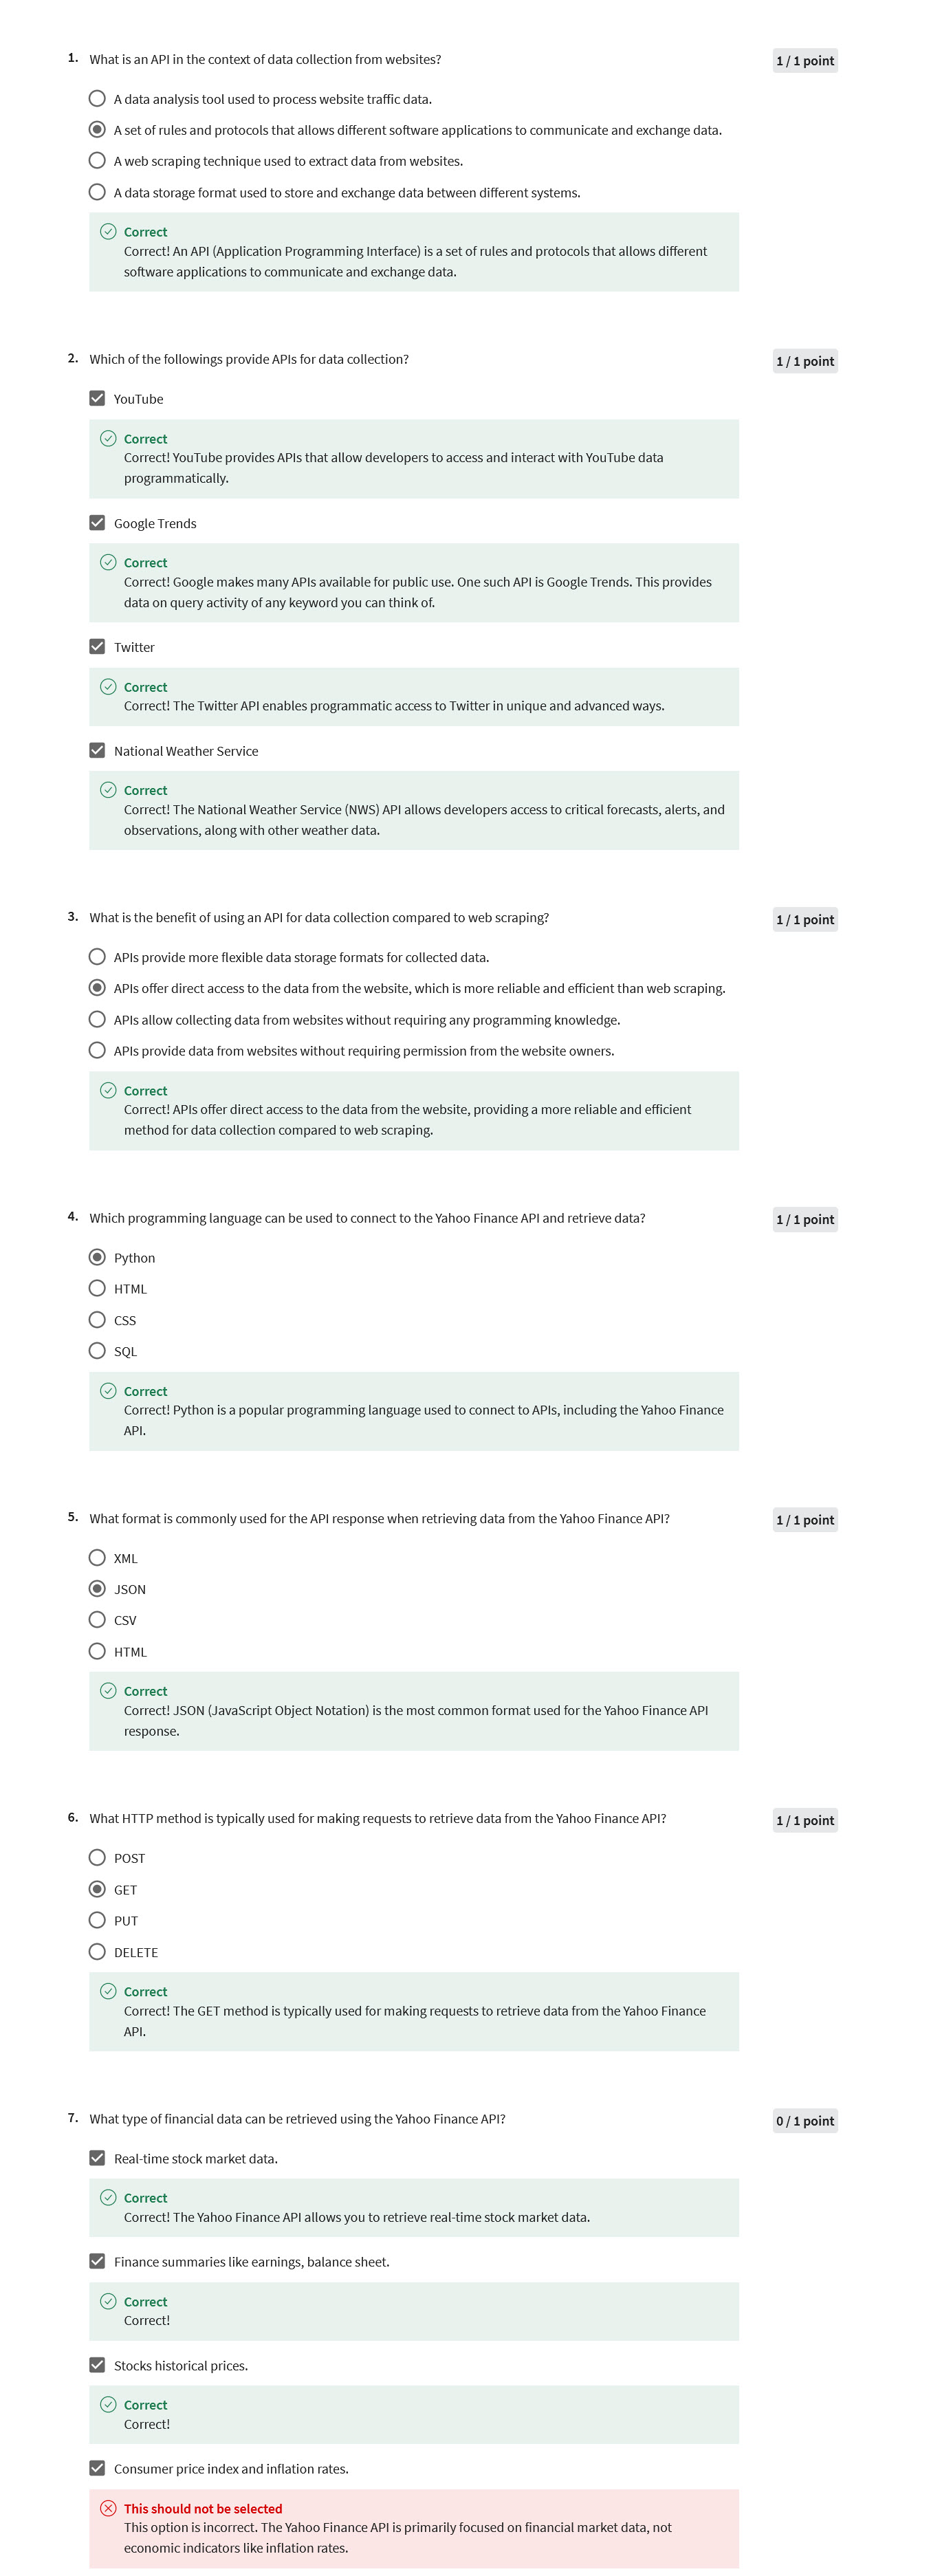 1. What is an API in the context of data collection from websites?
1 / 1 point
A data analysis tool used to process website traffic data.
A set of rules and protocols that allows different software applications to communicate and exchange data.
A web scraping technique used to extract data from websites.
A data storage format used to store and exchange data between different systems.
Correct
Correct! An API (Application Programming Interface) is a set of rules and protocols that allows different
software applications to communicate and exchange data.
2. Which of the followings provide APIs for data collection?
1 / 1 point
YouTube
Correct
Correct! YouTube provides APIs that allow developers to access and interact with YouTube data
programmatically.
Google Trends
Correct
Correct! Google makes many APIs available for public use. One such API is Google Trends. This provides
data on query activity of any keyword you can think of.
Twitter
Correct
Correct! The Twitter API enables programmatic access to Twitter in unique and advanced ways.
National Weather Service
Correct
Correct! The National Weather Service (NWS) API allows developers access to critical forecasts, alerts, and
observations, along with other weather data.
3. What is the benefit of using an API for data collection compared to web scraping?
1 / 1 point
APIs provide more flexible data storage formats for collected data.
APIs offer direct access to the data from the website, which is more reliable and efficient than web scraping.
APIs allow collecting data from websites without requiring any programming knowledge.
APIs provide data from websites without requiring permission from the website owners.
Correct
Correct! APIs offer direct access to the data from the website, providing a more reliable and efficient
method for data collection compared to web scraping.
4. Which programming language can be used to connect to the Yahoo Finance API and retrieve data?
1 / 1 point
Python
HTML
CSS
SQL
Correct
Correct! Python is a popular programming language used to connect to APIs, including the Yahoo Finance
API.
5. What format is commonly used for the API response when retrieving data from the Yahoo Finance API?
1 / 1 point
XML
JSON
CSV
HTML
Correct
Correct! JSON (JavaScript Object Notation) is the most common format used for the Yahoo Finance API
response.
6. What HTTP method is typically used for making requests to retrieve data from the Yahoo Finance API?
1 / 1 point
POST
GET
PUT
DELETE
Correct
Correct! The GET method is typically used for making requests to retrieve data from the Yahoo Finance
API.
7. What type of financial data can be retrieved using the Yahoo Finance API?
0 / 1 point
Real-time stock market data.
Correct
Correct! The Yahoo Finance API allows you to retrieve real-time stock market data.
Finance summaries like earnings, balance sheet.
Correct
Correct!
Stocks historical prices.
Correct
Correct!
Consumer price index and inflation rates.
This should not be selected
This option is incorrect. The Yahoo Finance API is primarily focused on financial market data, not
economic indicators like inflation rates.